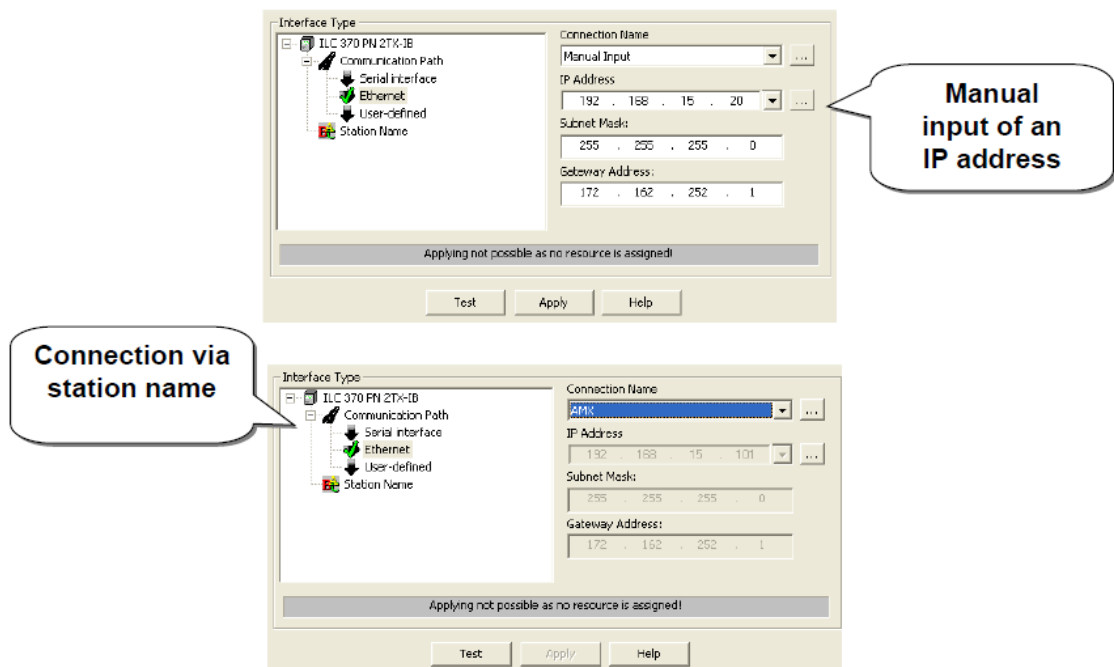 Interface Type
ILC 370 PN 2TX-IB
Communication Path
Serial interface
Ethernet
User-defined
Station Name
Connection Name
Manual Input
...
IP Address
192 . 168 . 15 . 20
...
Subnet Mask:
255 . 255 . 255 . 0
Gateway Address:
172 . 162 . 252 . 1
Applying not possible as no resource is assigned!
Test
Apply
Help
Manual
input of an
IP address
Connection via
station name
Interface Type
ILC 370 PN 2TX-IB
Communication Path
Serial interface
Ethernet
User-defined
Station Name
Connection Name
AMX
...
IP Address
192 . 168 . 15 . 101
...
Subnet Mask:
255 . 255 . 255 . 0
Gateway Address:
172 . 162 . 252 . 1
Applying not possible as no resource is assigned!
Test
Apply
Help